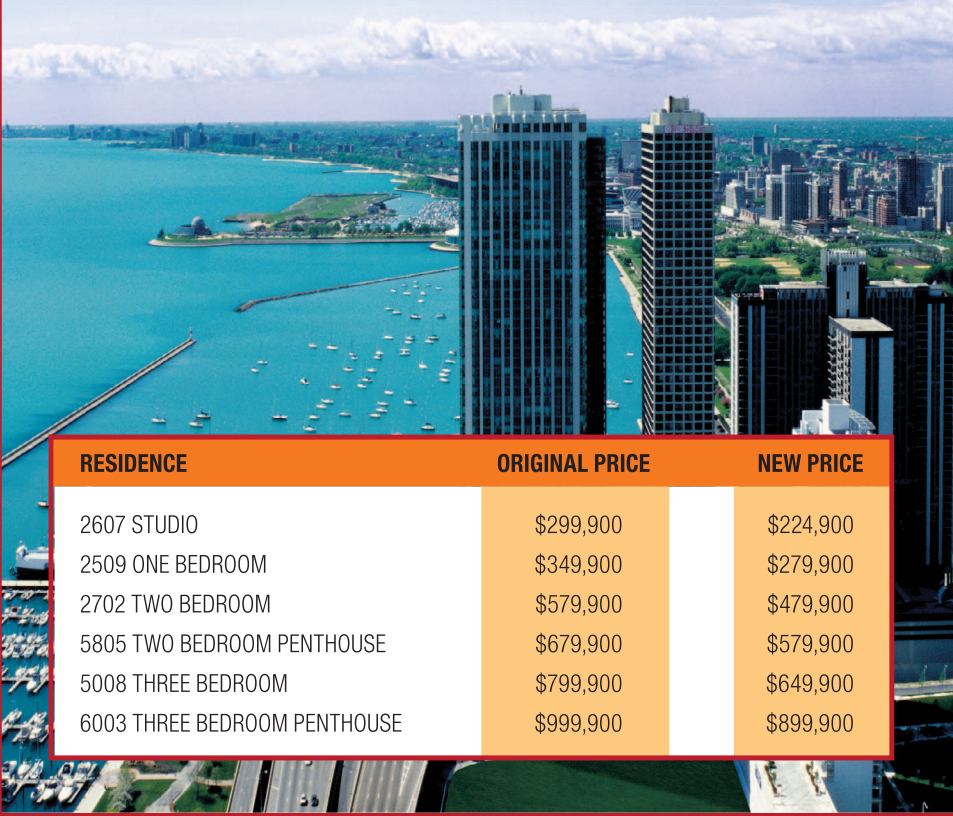 RESIDENCE ORIGINAL PRICE NEW PRICE
2607 STUDIO $299,900 $224,900
2509 ONE BEDROOM $349,900 $279,900
2702 TWO BEDROOM $579,900 $479,900
5805 TWO BEDROOM PENTHOUSE $679,900 $579,900
5008 THREE BEDROOM $799,900 $649,900
6003 THREE BEDROOM PENTHOUSE $999,900 $899,900